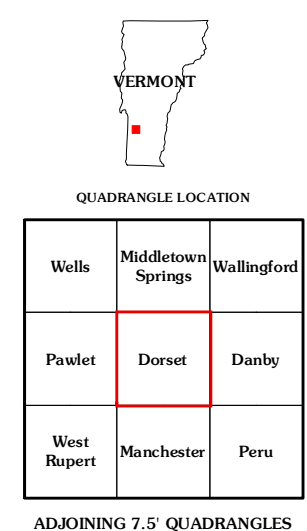 VERMONT
QUADRANGLE LOCATION
Wells
Middletown
Springs
Wallingford
Pawlet
Dorset
Danby
West
Rupert
Manchester
Peru
ADJOINING 7.5' QUADRANGLES